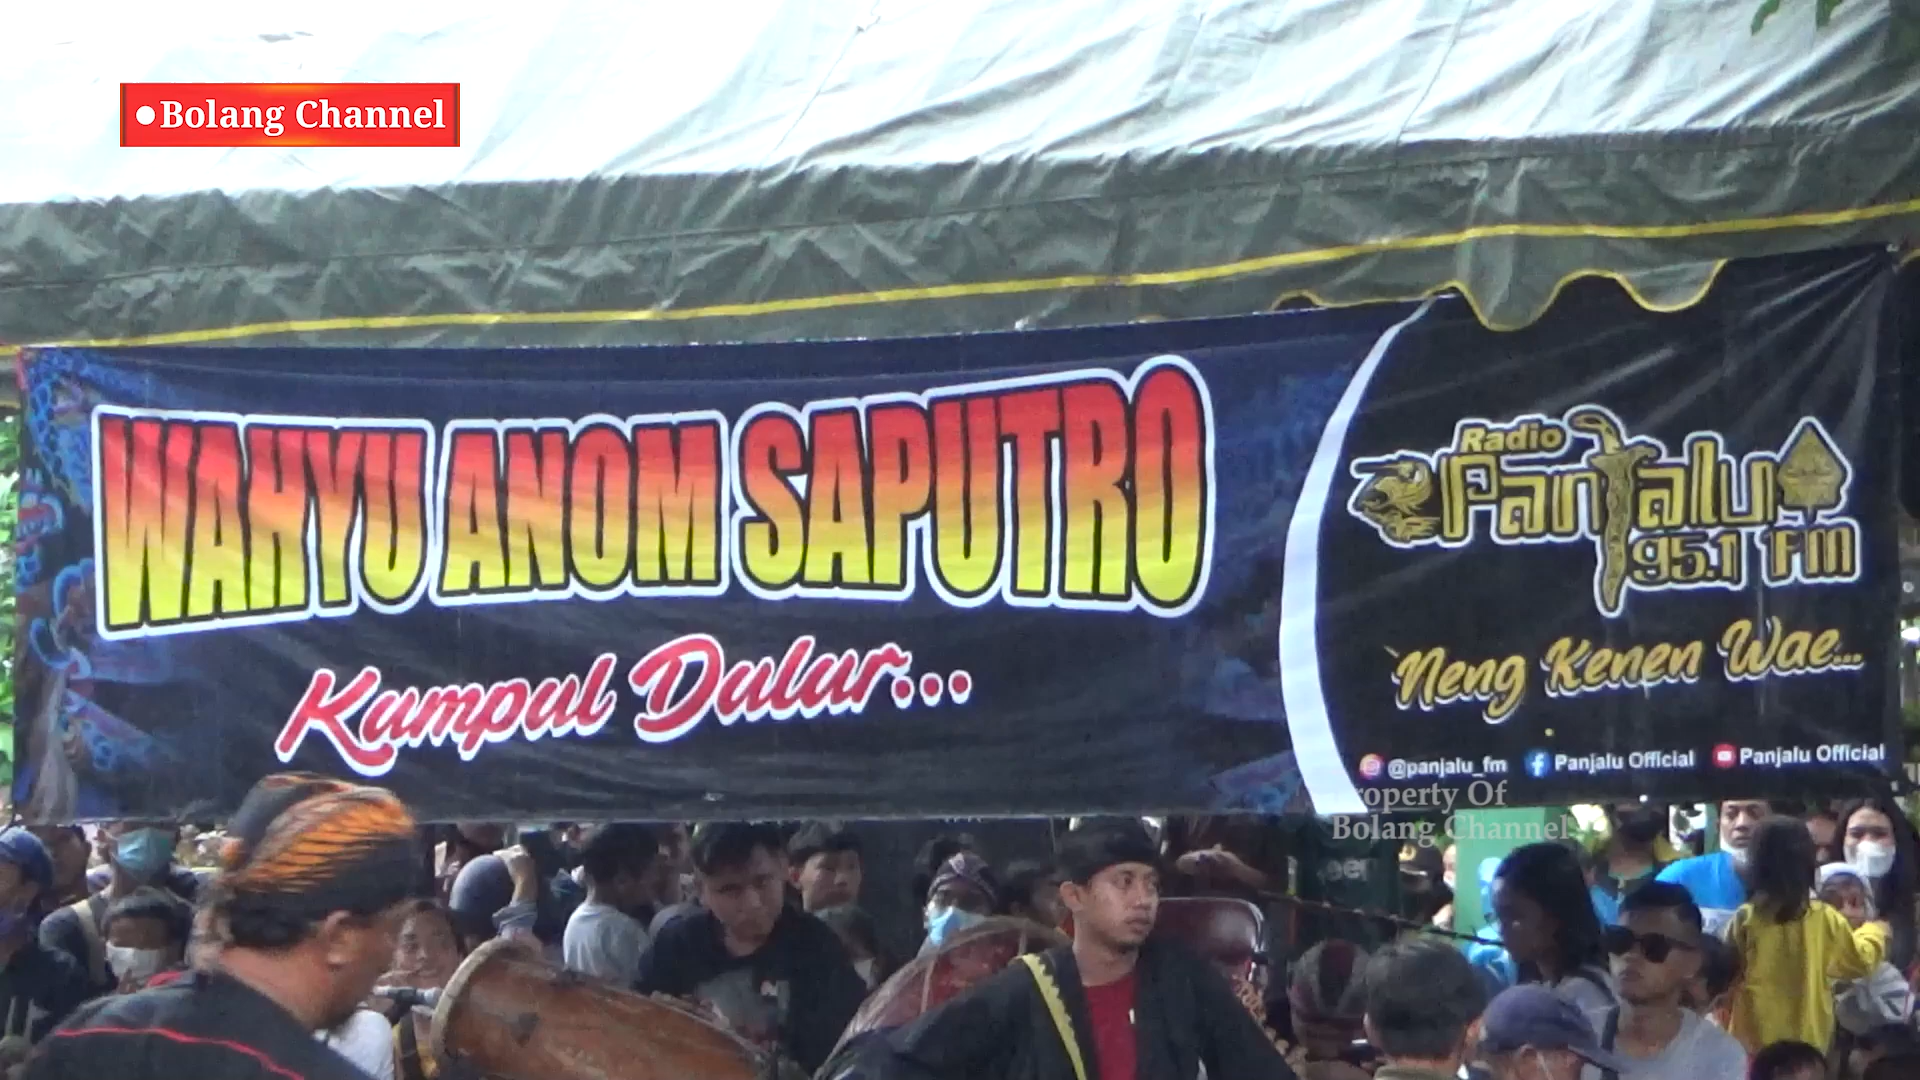 Bolang Channel
WAHYU ANOM SAPUTRO
Kumpul Dulur...
Radio
Panjalu
95.1 FM
Neng Kenen Wae...
@panjalu_fm Panjalu Official Panjalu Official
Property Of
Bolang Channel